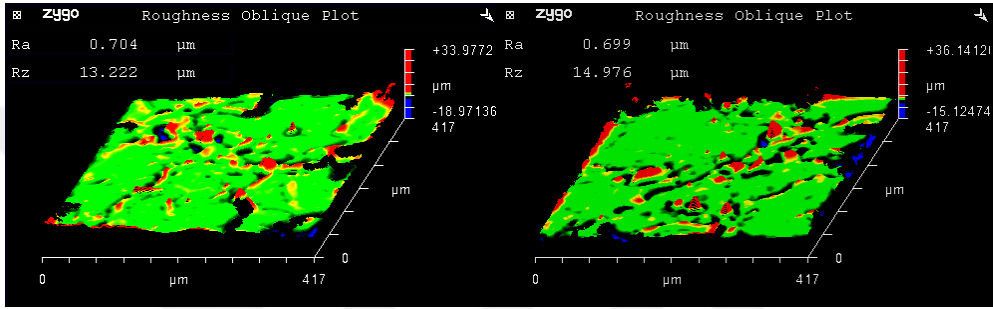 zygo Roughness Oblique Plot
Ra 0.704 µm
Rz 13.222 µm
+33.9772
µm
-18.97136
417
µm
0
0 µm 417
zygo Roughness Oblique Plot
Ra 0.699 µm
Rz 14.976 µm
+36.1412
µm
-15.12474
417
µm
0
0 µm 417